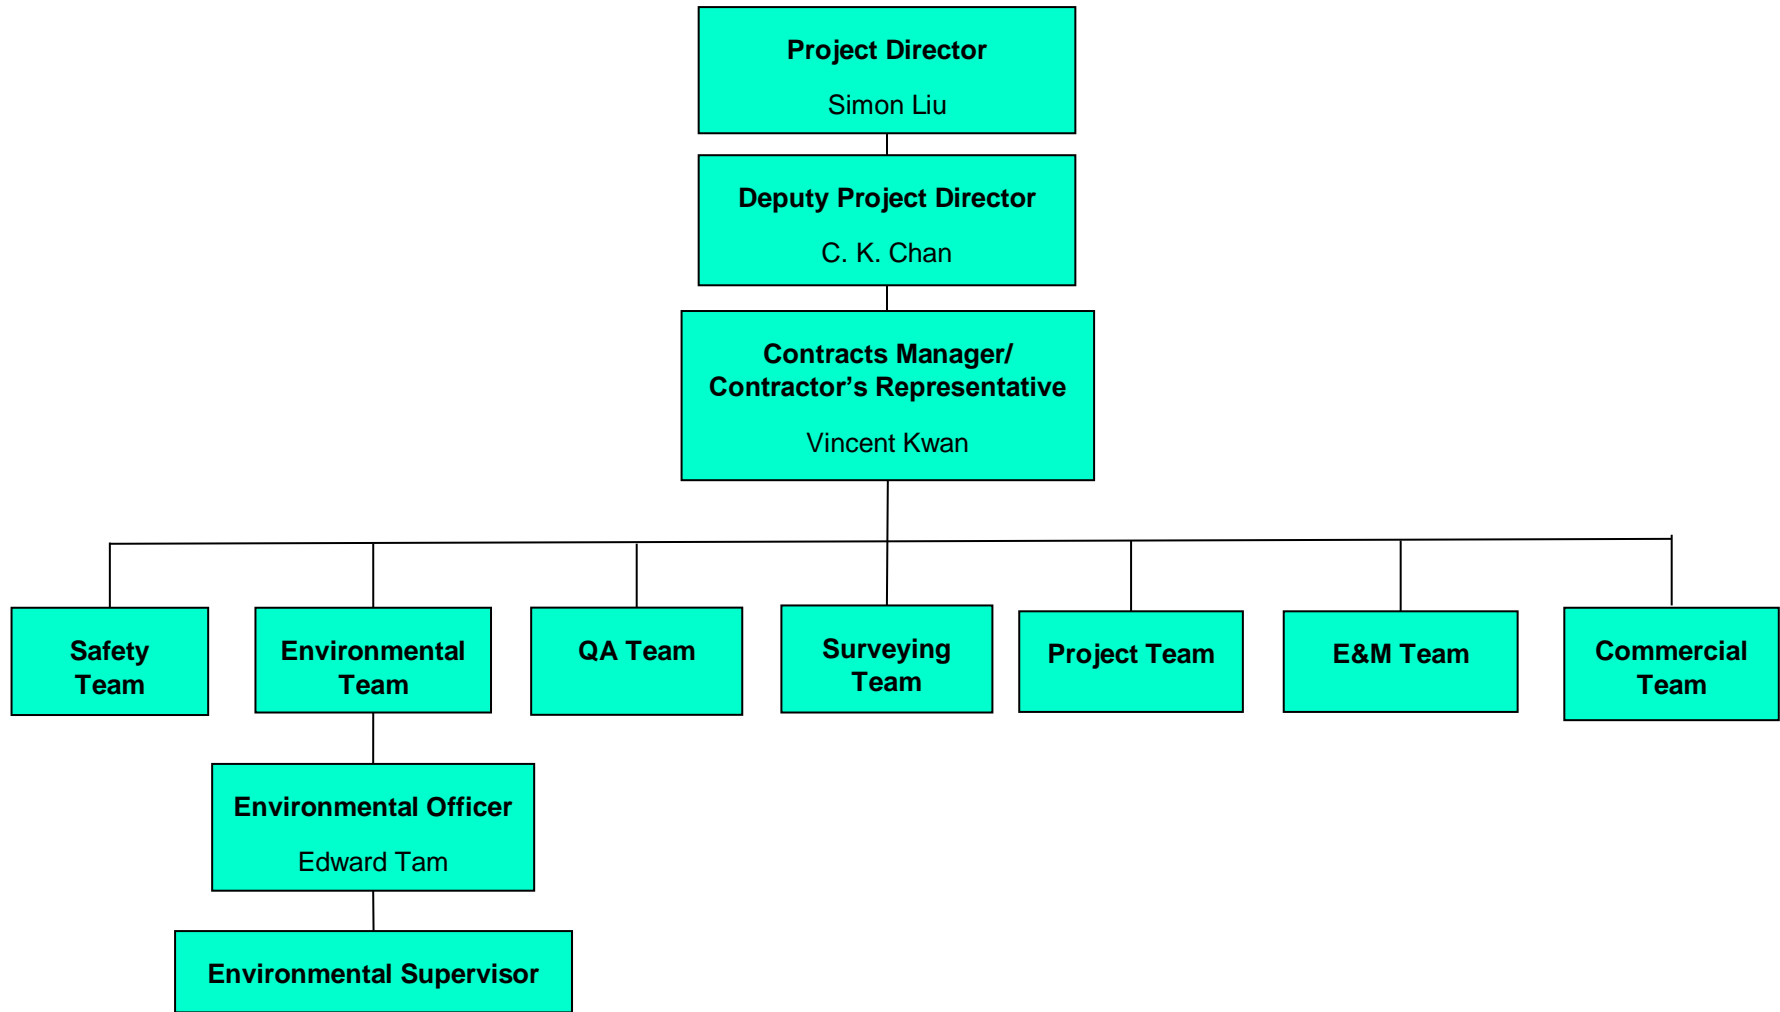 Project Director
Simon Liu
Deputy Project Director
C. K. Chan
Contracts Manager/
Contractor’s Representative
Vincent Kwan
Safety
Team
Environmental
Team
QA Team
Surveying
Team
Project Team
E&M Team
Commercial
Team
Environmental Officer
Edward Tam
Environmental Supervisor